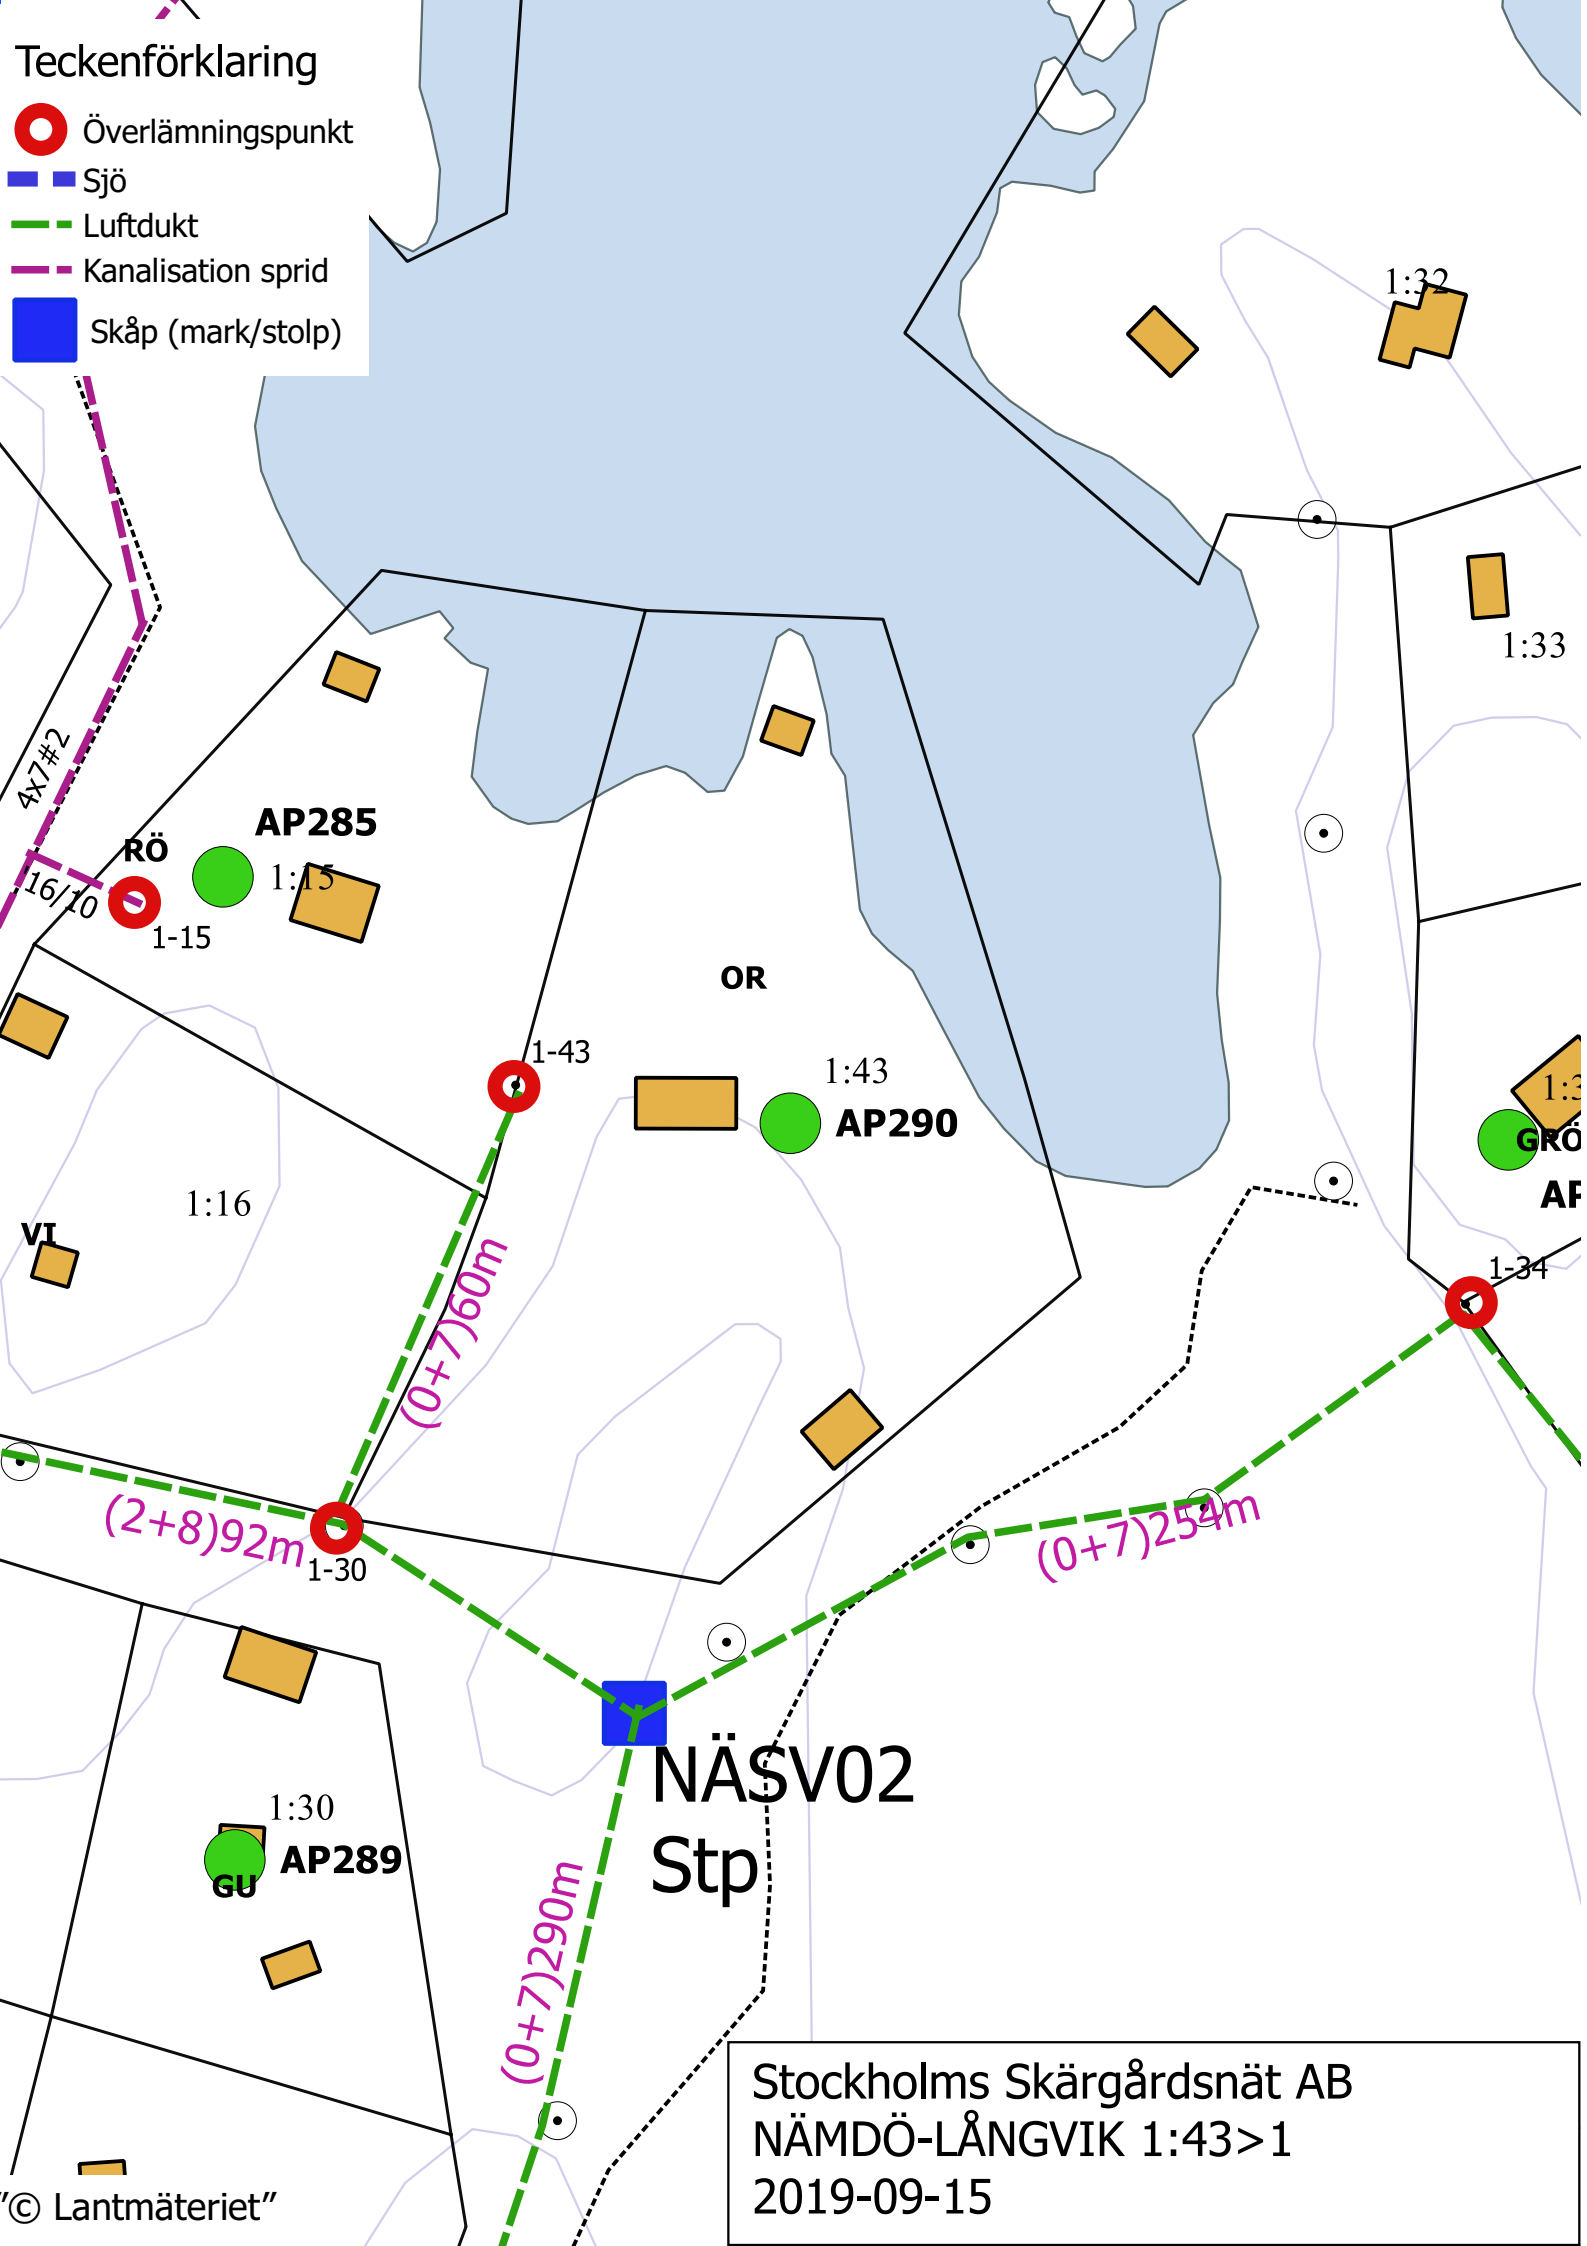 Teckenförklaring
Överlämningspunkt
Sjö
Luftdukt
Kanalisation sprid
Skåp (mark/stolp)
1:32
1:33
4x7#2
AP285
RÖ
1:15
16/10
1-15
OR
1-43
1:43
AP290
GRÖ
1:16
VI
(0+7)60m
1-34
(2+8)92m
1-30
(0+7)254m
NÄSV02
Stp
1:30
AP289
GU
(0+7)290m
Stockholms Skärgårdsnät AB
NÄMDÖ-LÅNGVIK 1:43>1
2019-09-15
"© Lantmäteriet"